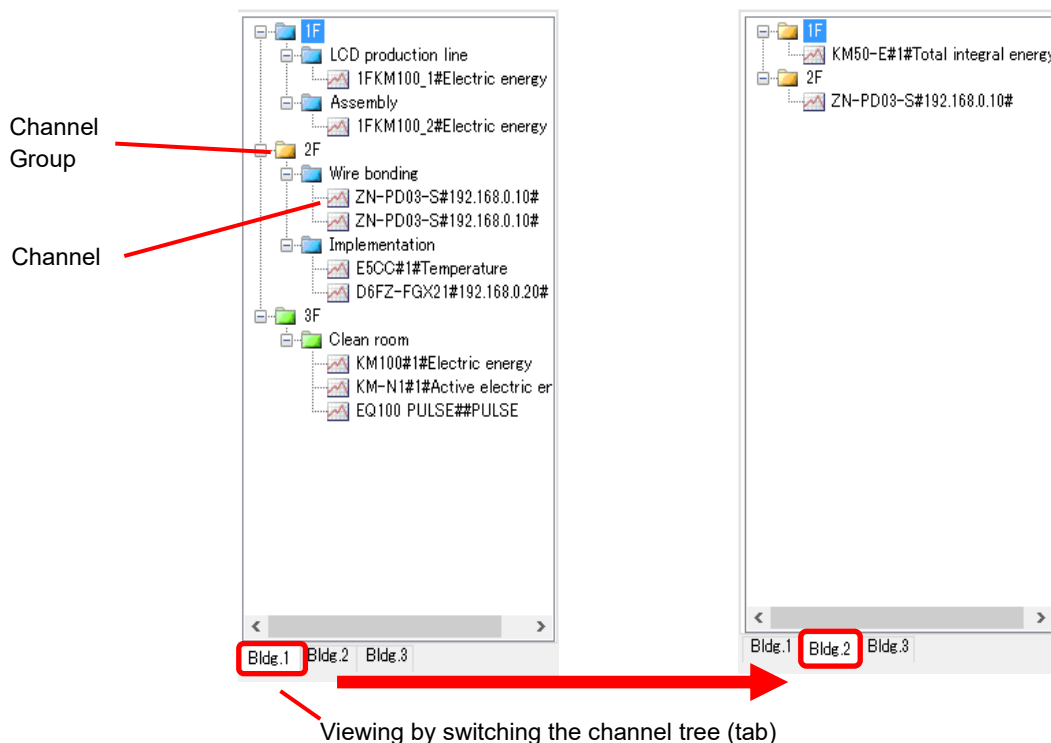 1F
LCD production line
1FKM100_1#Electric energy
Assembly
1FKM100_2#Electric energy
2F
Wire bonding
ZN-PD03-S#192.168.0.10#
ZN-PD03-S#192.168.0.10#
Implementation
E5CC#1#Temperature
D6FZ-FGX21#192.168.0.20#
3F
Clean room
KM100#1#Electric energy
KM-N1#1#Active electric er
EQ100 PULSE##PULSE
Bldg.1 Bldg.2 Bldg.3
Channel
Group
Channel
1F
KM50-E#1#Total integral energy
2F
ZN-PD03-S#192.168.0.10#
Bldg.1 Bldg.2 Bldg.3
Viewing by switching the channel tree (tab)